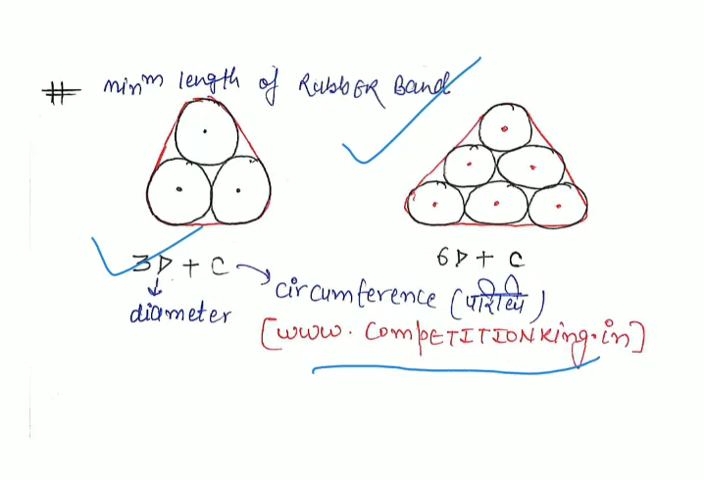 # minᵐ length of RubbER Band
3D + C
6D + C
circumference (परिधि)
diameter
[www.CompETITIONKing.in]